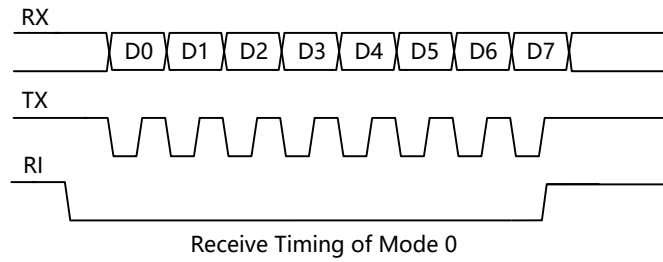 RX
D0 D1 D2 D3 D4 D5 D6 D7
TX
RI
Receive Timing of Mode 0